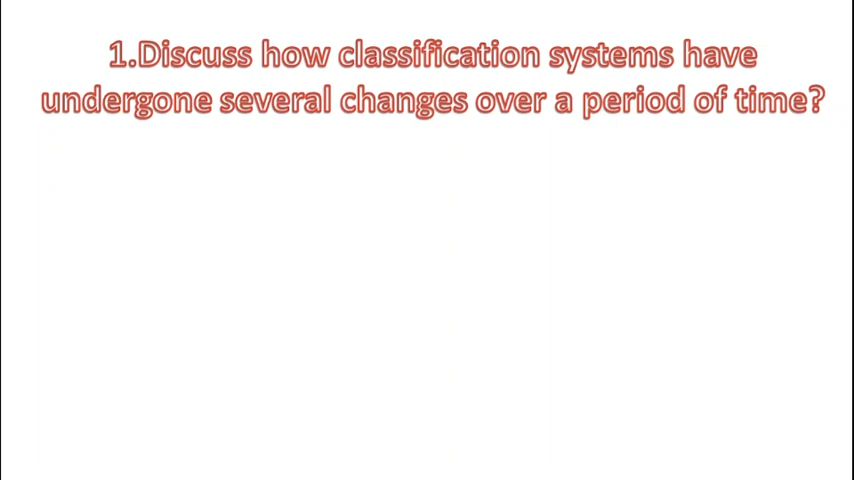 1.Discuss how classification systems have
undergone several changes over a period of time?